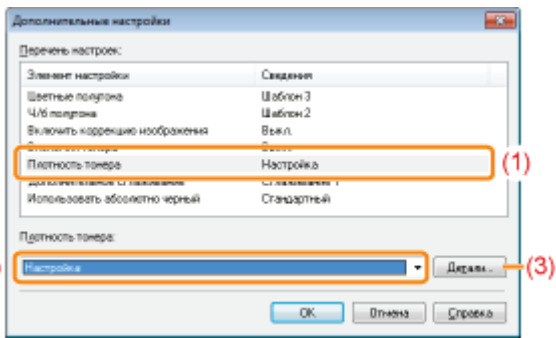 Дополнительные настройки
Перечень настроек:
Элемент настройки Сведения
Цветные полутона Шаблон 3
Ч/б полутона Шаблон 2
Включить коррекцию изображения Выкл.
Плотность тонера Настройка (1)
Использовать абсолютно черный Стандартный
Плотность тонера:
Настройка Детали... (3)
OK Отмена Справка